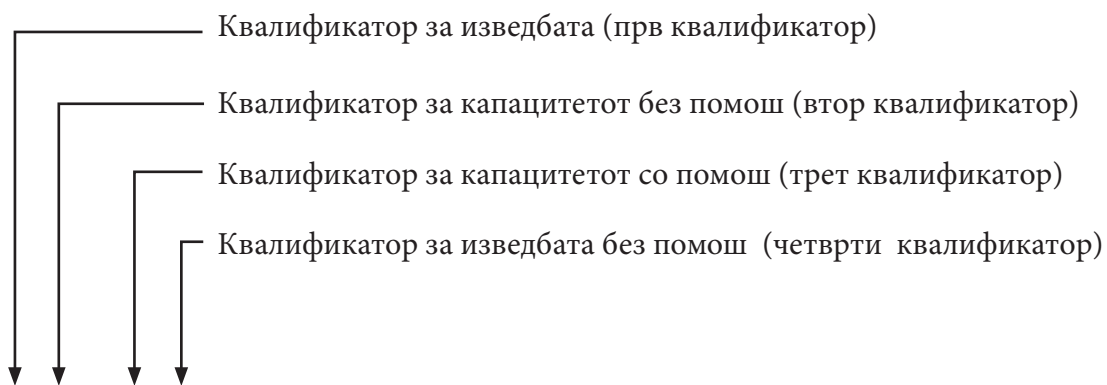 Квалификатор за изведбата (прв квалификатор)
Квалификатор за капацитетот без помош (втор квалификатор)
Квалификатор за капацитетот со помош (трет квалификатор)
Квалификатор за изведбата без помош (четврти квалификатор)